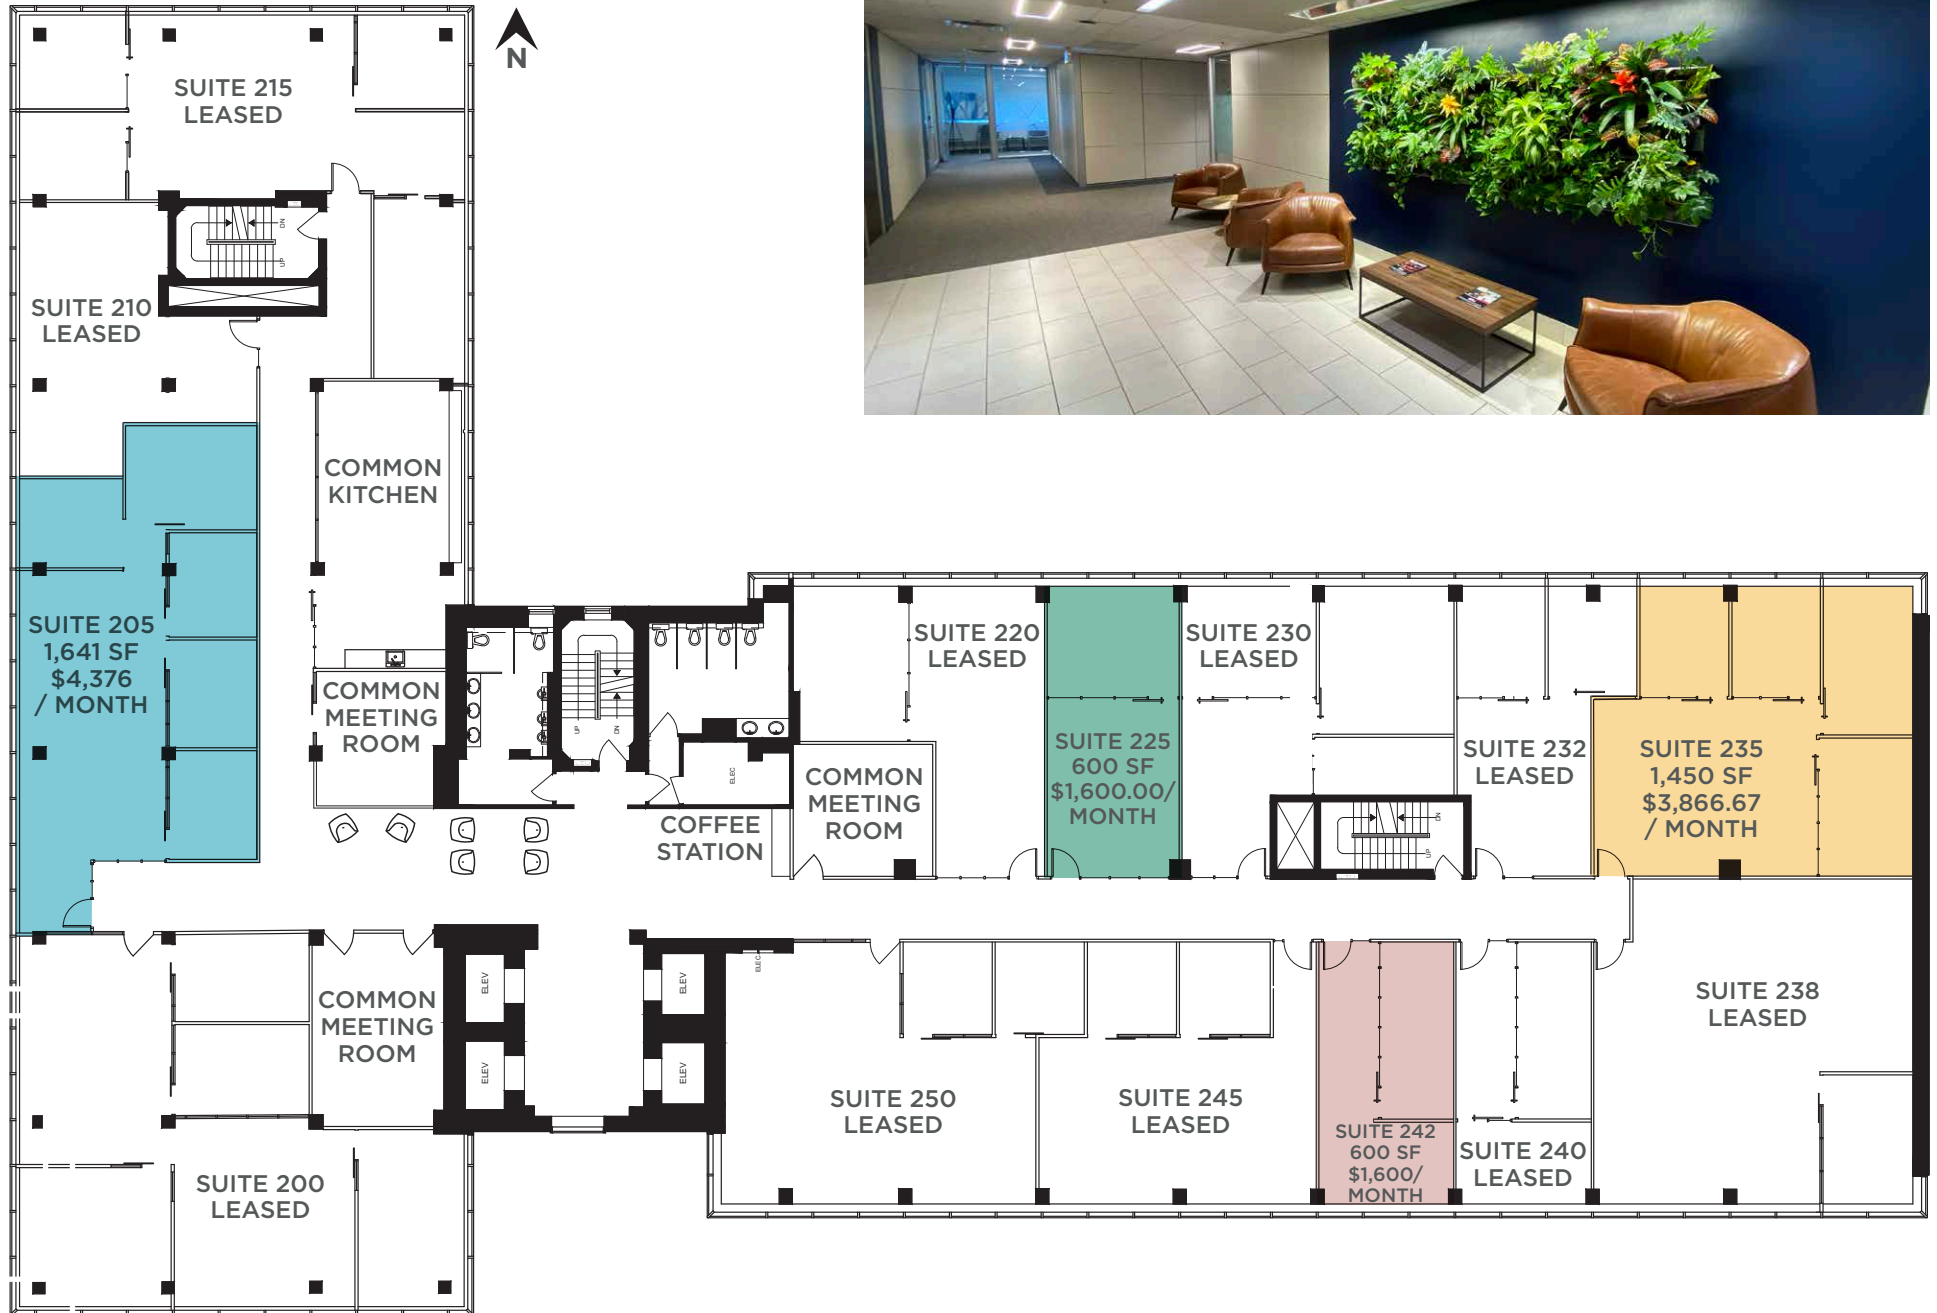 N
SUITE 215
LEASED
DN
UP
SUITE 210
LEASED
COMMON
KITCHEN
SUITE 205
1,641 SF
$4,376
/ MONTH
COMMON
MEETING
ROOM
UP
DN
ELEC
COFFEE
STATION
COMMON
MEETING
ROOM
SUITE 220
LEASED
SUITE 225
600 SF
$1,600.00/
MONTH
SUITE 230
LEASED
DN
UP
SUITE 232
LEASED
SUITE 235
1,450 SF
$3,866.67
/ MONTH
COMMON
MEETING
ROOM
ELEV
ELEV
ELEV
ELEV
ELEC
SUITE 200
LEASED
SUITE 250
LEASED
SUITE 245
LEASED
SUITE 242
600 SF
$1,600/
MONTH
SUITE 240
LEASED
SUITE 238
LEASED